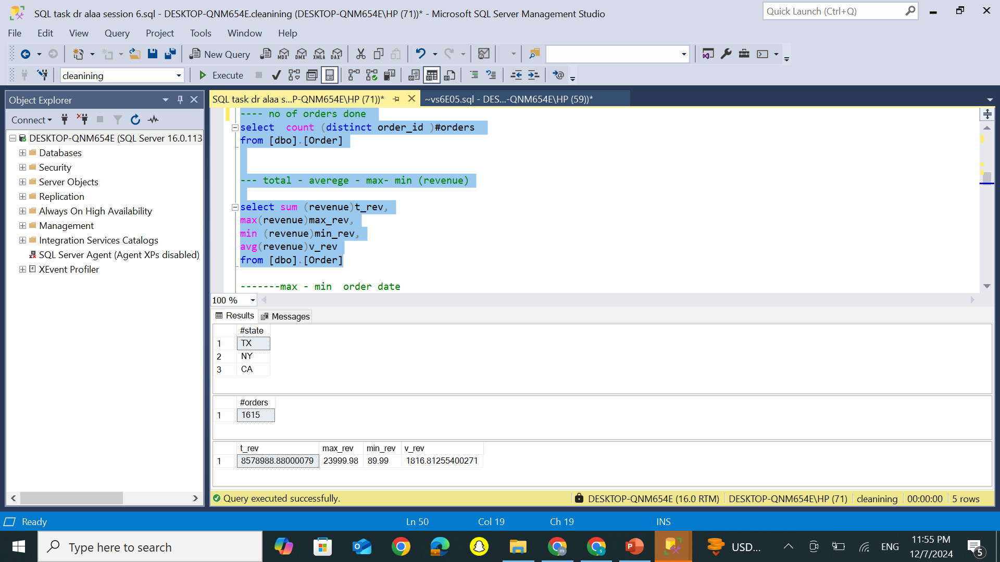 SQL task dr alaa session 6.sql - DESKTOP-QNM654E.cleanining (DESKTOP-QNM654E\HP (71))* - Microsoft SQL Server Management Studio
Quick Launch (Ctrl+Q)
File Edit View Query Project Tools Window Help
New Query MDX DMX XMLA DAX
cleanining Execute
Object Explorer
Connect
DESKTOP-QNM654E (SQL Server 16.0.113
Databases
Security
Server Objects
Replication
Always On High Availability
Management
Integration Services Catalogs
SQL Server Agent (Agent XPs disabled)
XEvent Profiler
SQL task dr alaa s...P-QNM654E\HP (71))* ~vs6E05.sql - DES...-QNM654E\HP (59))*
---- no of orders done
select  count (distinct order_id )#orders
from [dbo].[Order]
--- total - averege - max- min (revenue)
select sum (revenue)t_rev,
max(revenue)max_rev,
min (revenue)min_rev,
avg(revenue)v_rev
from [dbo].[Order]
-------max - min  order date
100 %
Results Messages
#state
1 TX
2 NY
3 CA
#orders
1 1615
t_rev max_rev min_rev v_rev
1 8578988.88000079 23999.98 89.99 1816.81255400271
Query executed successfully. DESKTOP-QNM654E (16.0 RTM) DESKTOP-QNM654E\HP (71) cleanining 00:00:00 5 rows
Ready Ln 50 Col 19 Ch 19 INS
Type here to search
m s P USD... ENG
11:55 PM
12/7/2024
5